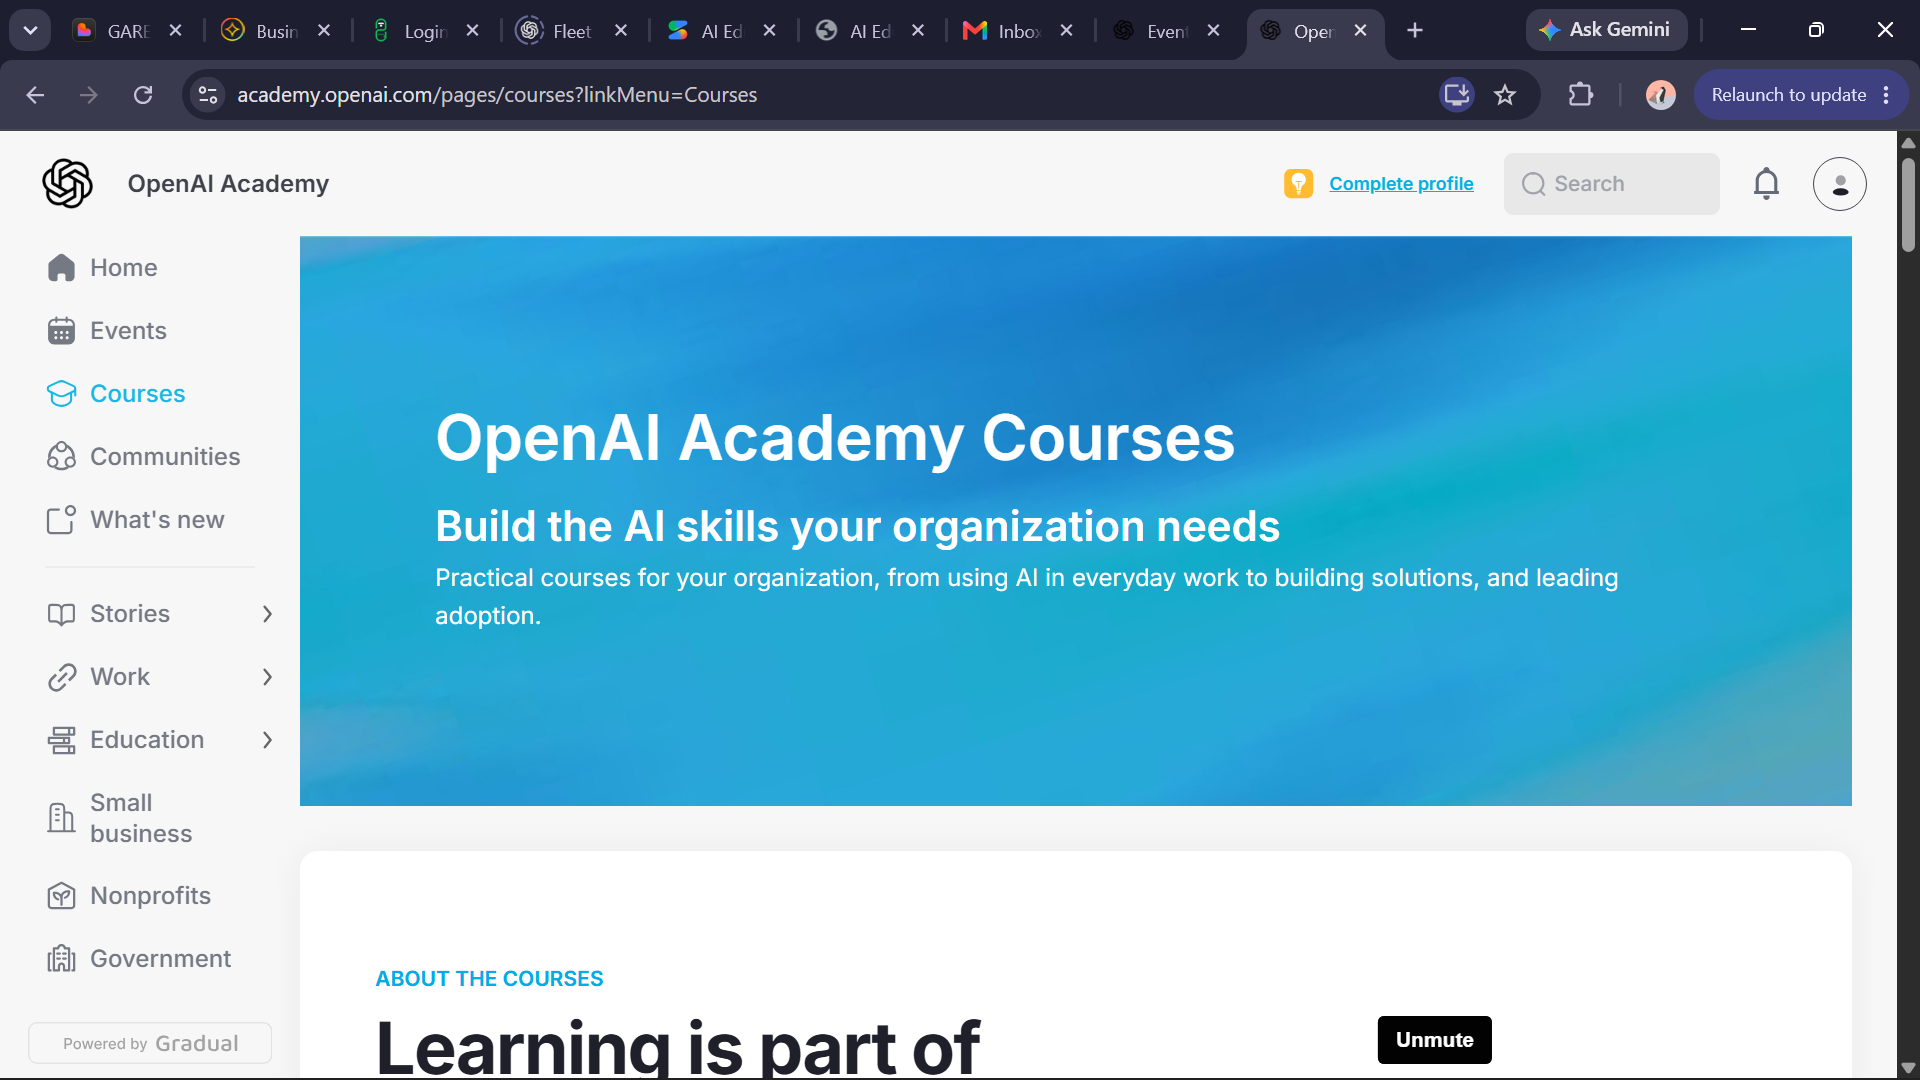 GARE
Busin
Login
Fleet
AI Ed
AI Ed
Inbox
Event
Open
Ask Gemini
academy.openai.com/pages/courses?linkMenu=Courses
Relaunch to update
OpenAI Academy
Complete profile
Search
Home
Events
Courses
Communities
What's new
Stories
Work
Education
Small
business
Nonprofits
Government
Powered by Gradual
OpenAI Academy Courses
Build the AI skills your organization needs
Practical courses for your organization, from using AI in everyday work to building solutions, and leading
adoption.
ABOUT THE COURSES
Learning is part of
Unmute